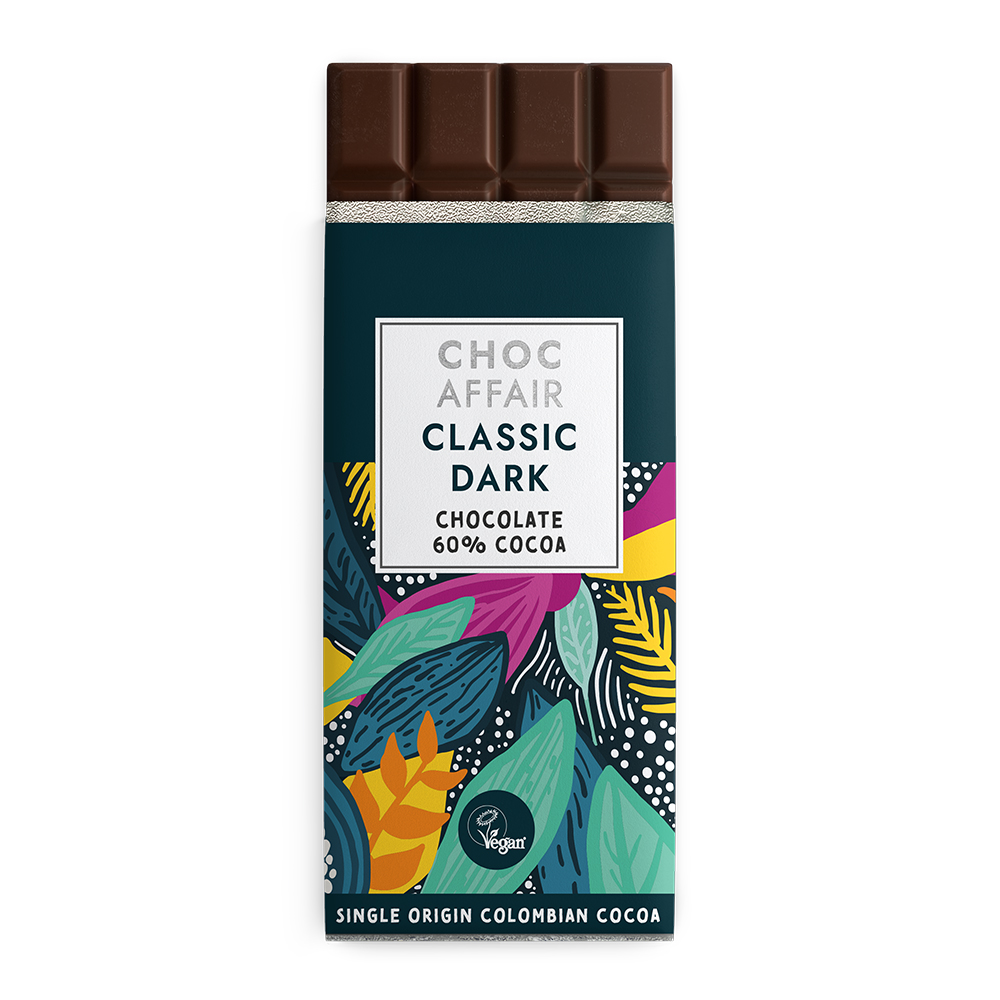 CHOC
AFFAIR
CLASSIC
DARK
CHOCOLATE
60% COCOA
Vegan
SINGLE ORIGIN COLOMBIAN COCOA